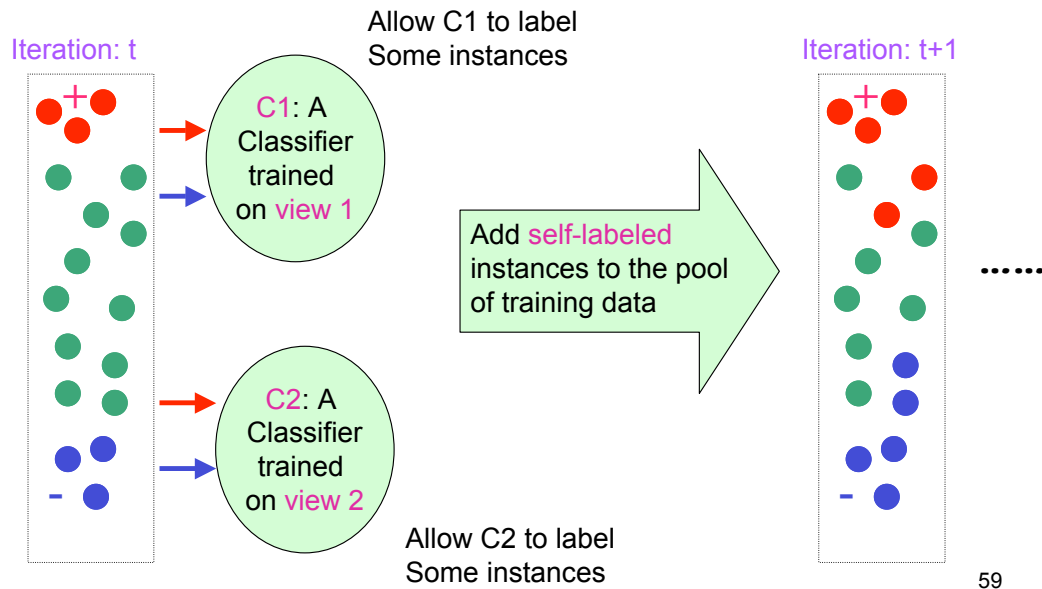 Allow C1 to label
Some instances
Iteration: t
Iteration: t+1
+
+
C1: A
Classifier
trained
on view 1
Add self-labeled
instances to the pool
of training data
......
C2: A
Classifier
trained
on view 2
-
-
Allow C2 to label
Some instances
59